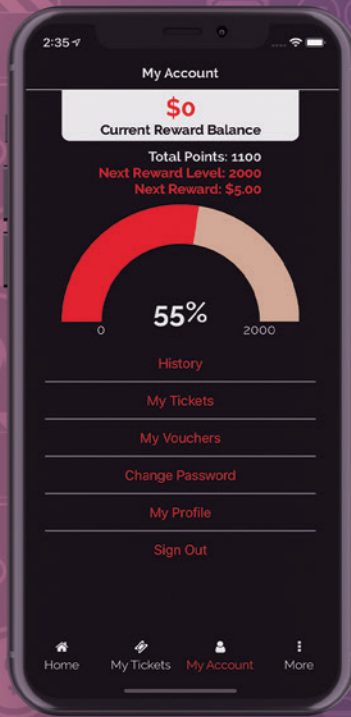 2:35
My Account
$0
Current Reward Balance
Total Points: 1100
Next Reward Level: 2000
Next Reward: $5.00
55%
0
2000
History
My Tickets
My Vouchers
Change Password
My Profile
Sign Out
Home My Tickets My Account More